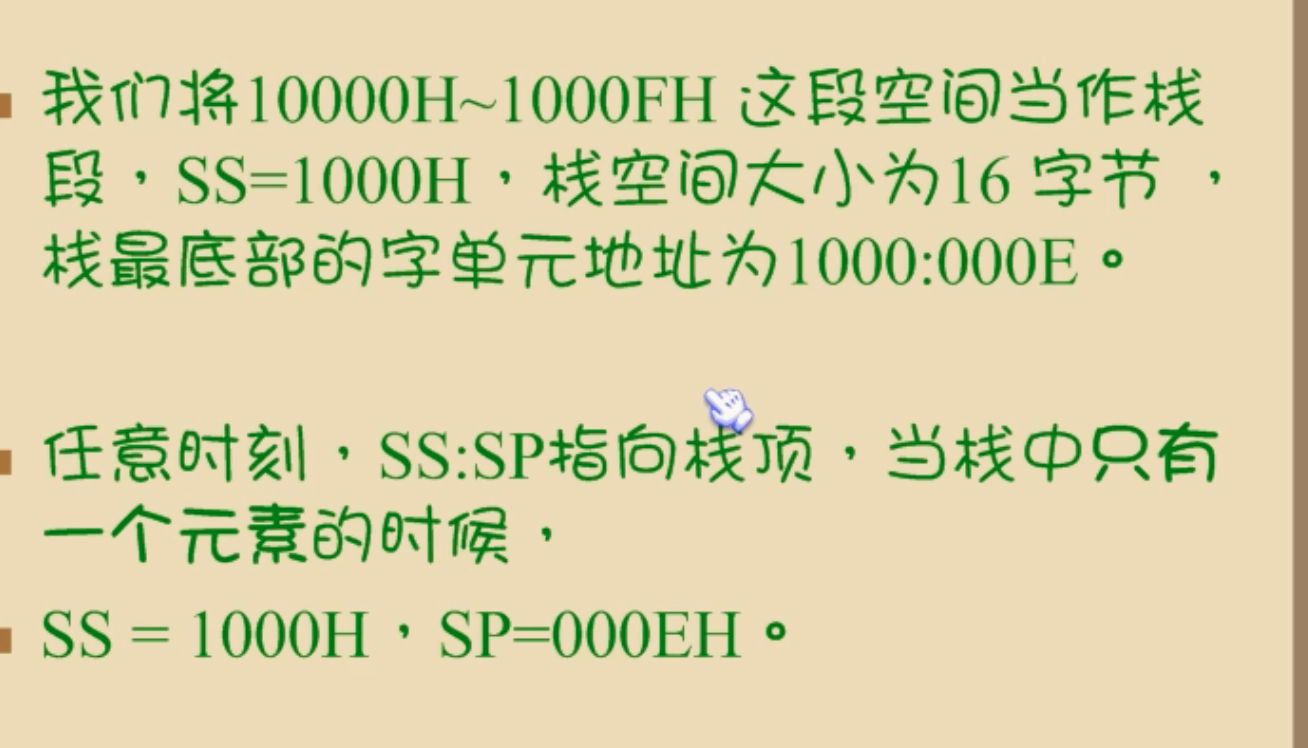 我们将10000H~1000FH 这段空间当作栈
段，SS=1000H，栈空间大小为16 字节 ，
栈最底部的字单元地址为1000:000E。
任意时刻，SS:SP指向栈顶，当栈中只有
一个元素的时候，
SS = 1000H，SP=000EH。